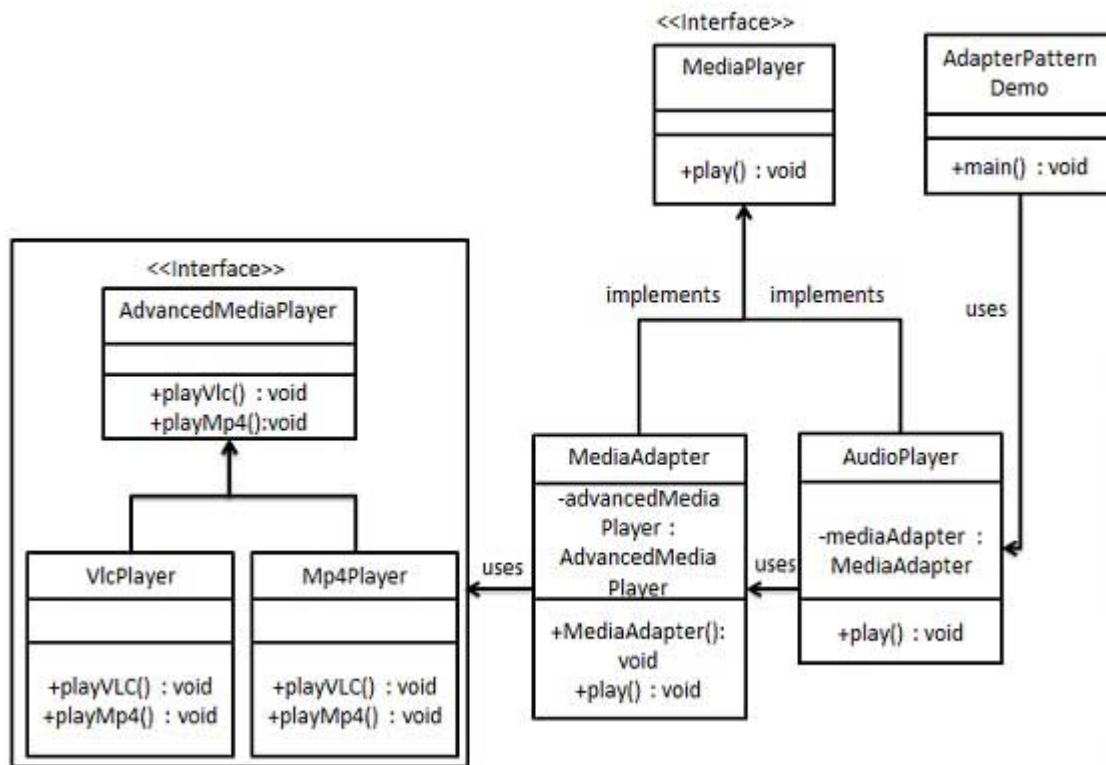 <<Interface>>
MediaPlayer
+play() : void
AdapterPattern
Demo
+main() : void
implements
implements
uses
<<Interface>>
AdvancedMediaPlayer
+playVlc() : void
+playMp4():void
VlcPlayer
+playVLC() : void
+playMp4() : void
Mp4Player
+playVLC() : void
+playMp4() : void
uses
MediaAdapter
-advancedMedia
Player :
AdvancedMedia
Player
+MediaAdapter():
void
+play() : void
uses
AudioPlayer
-mediaAdapter :
MediaAdapter
+play() : void